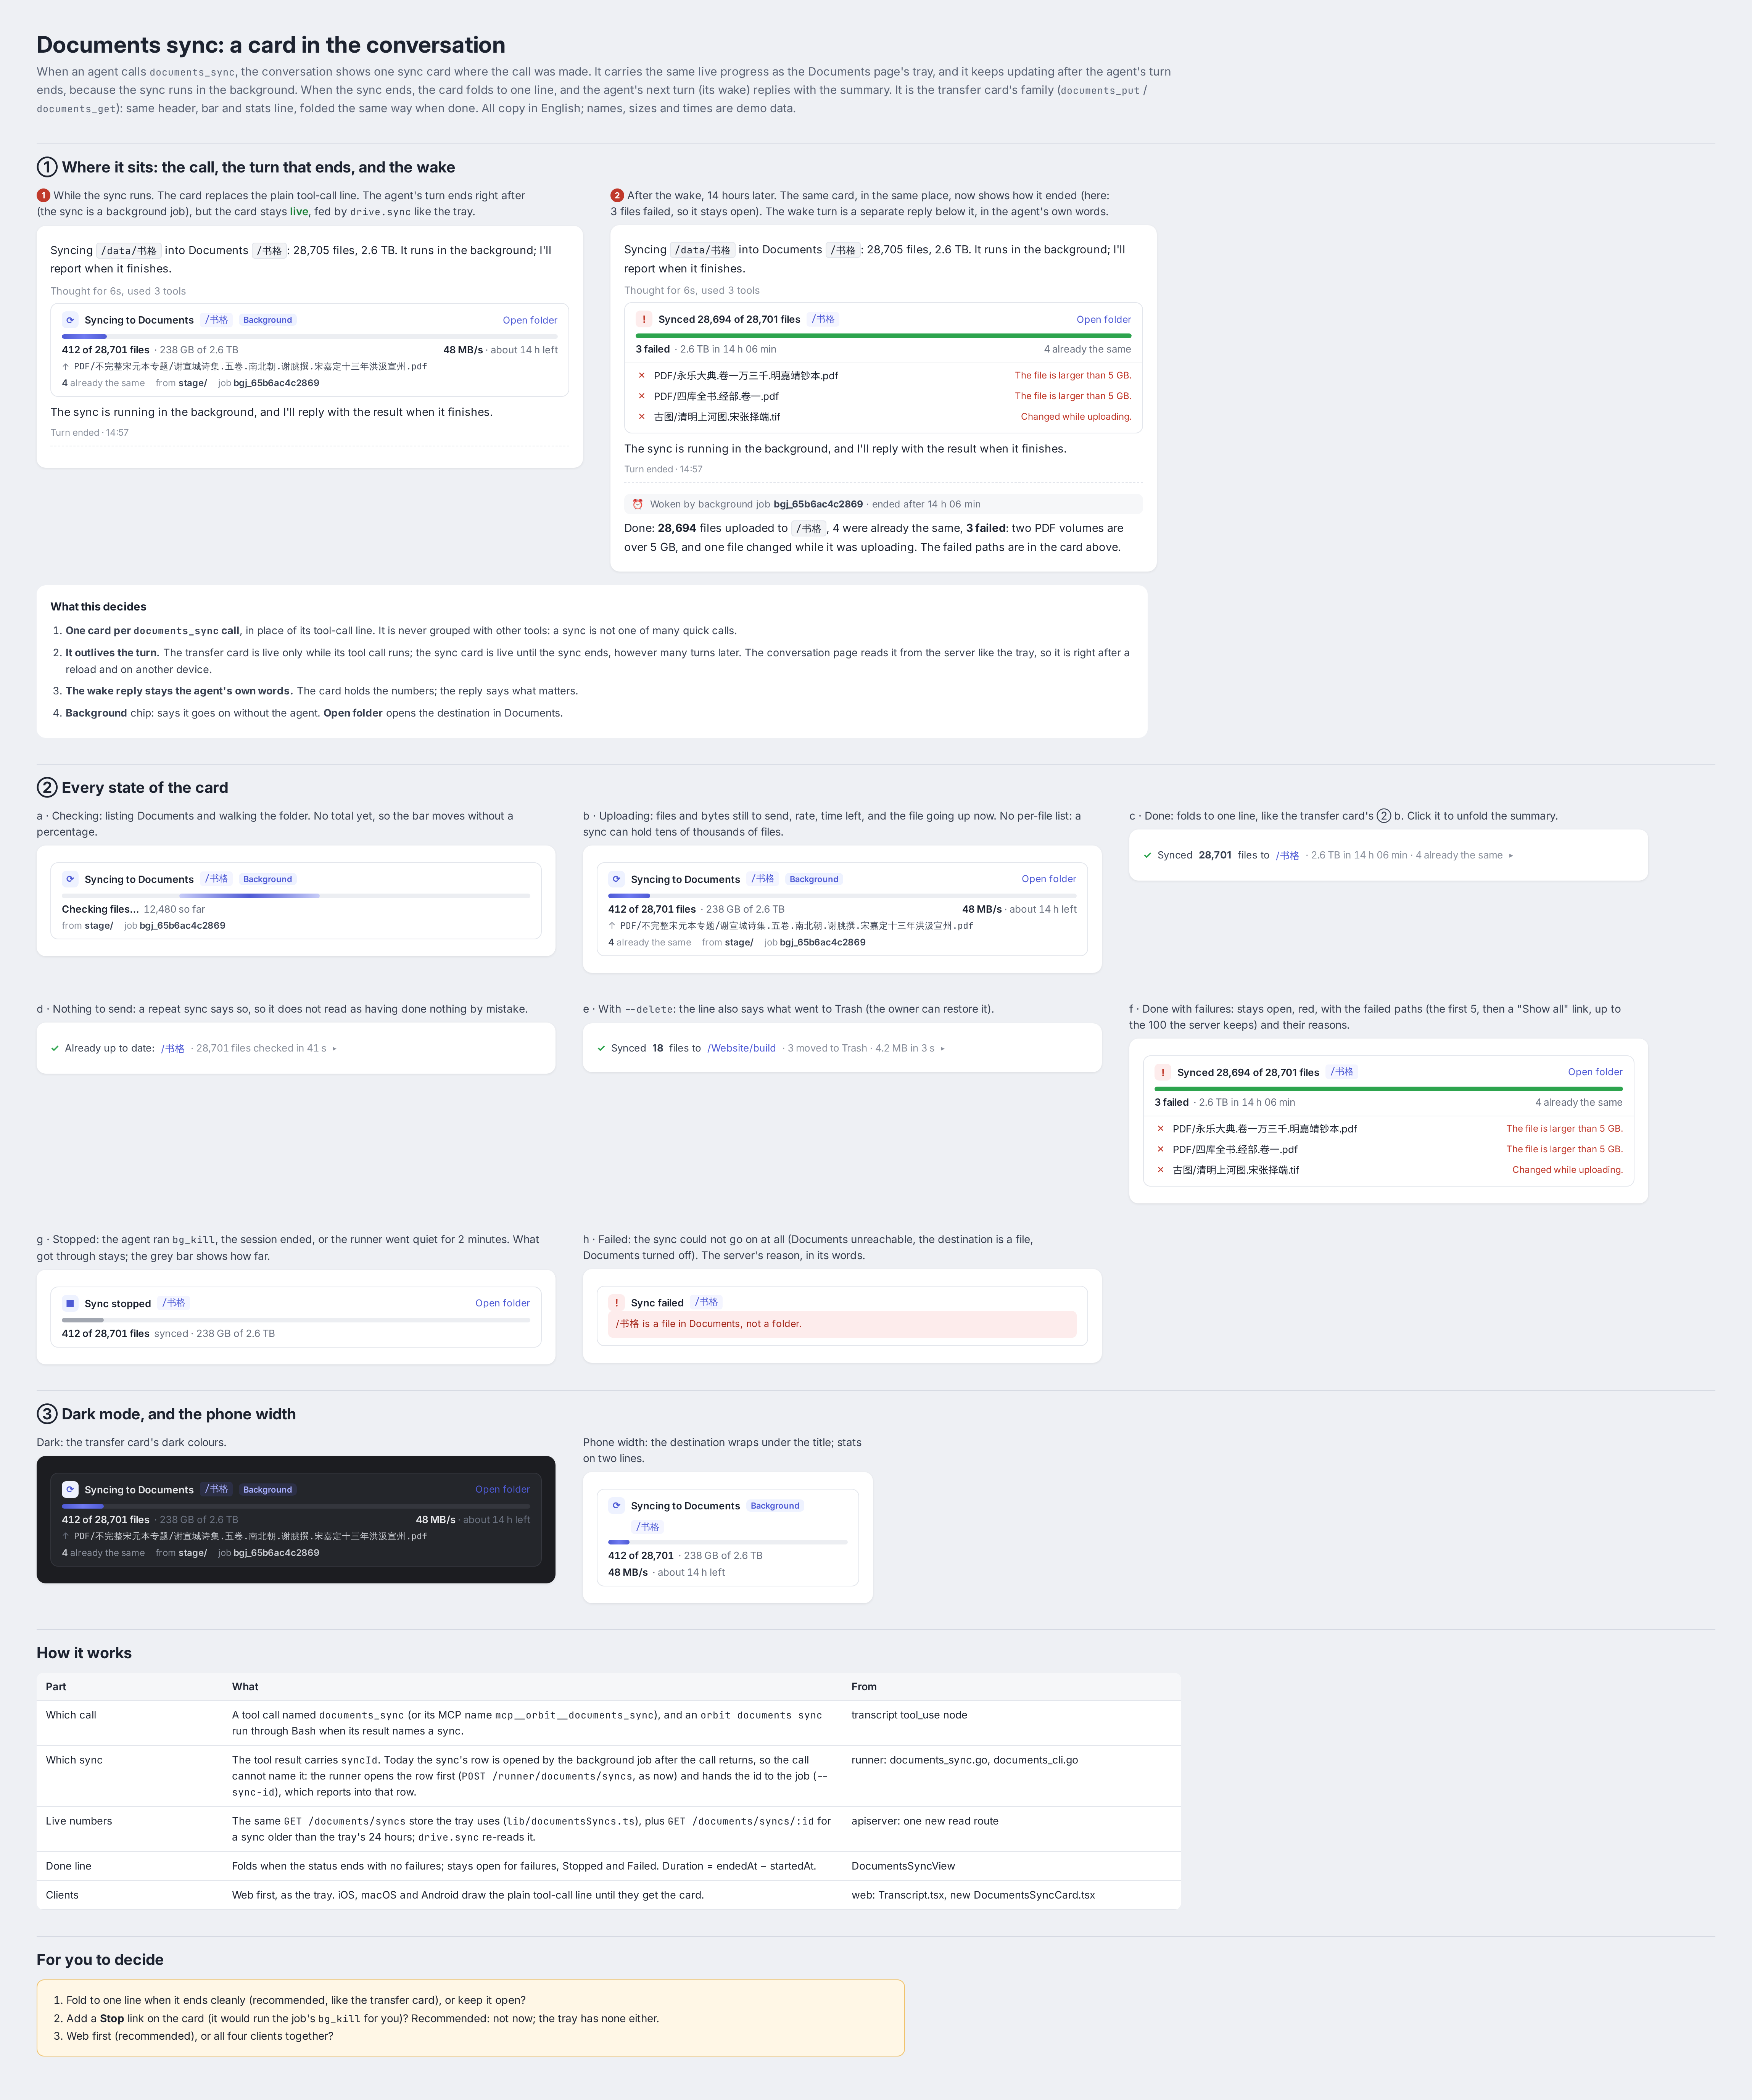 Documents sync: a card in the conversation
When an agent calls documents_sync, the conversation shows one sync card where the call was made. It carries the same live progress as the Documents page's tray, and it keeps updating after the agent's turn
ends, because the sync runs in the background. When the sync ends, the card folds to one line, and the agent's next turn (its wake) replies with the summary. It is the transfer card's family (documents_put /
documents_get): same header, bar and stats line, folded the same way when done. All copy in English; names, sizes and times are demo data.
① Where it sits: the call, the turn that ends, and the wake
1 While the sync runs. The card replaces the plain tool-call line. The agent's turn ends right after
(the sync is a background job), but the card stays live, fed by drive.sync like the tray.
Syncing /data/书格 into Documents /书格: 28,705 files, 2.6 TB. It runs in the background; I'll
report when it finishes.
Thought for 6s, used 3 tools
⟳ Syncing to Documents /书格 Background Open folder
412 of 28,701 files · 238 GB of 2.6 TB 48 MB/s · about 14 h left
↑ PDF/不完整宋元本专题/谢宣城诗集.五卷.南北朝.谢朓撰.宋嘉定十三年洪汲宣州.pdf
4 already the same from stage/ job bgj_65b6ac4c2869
The sync is running in the background, and I'll reply with the result when it finishes.
Turn ended · 14:57
2 After the wake, 14 hours later. The same card, in the same place, now shows how it ended (here:
3 files failed, so it stays open). The wake turn is a separate reply below it, in the agent's own words.
Syncing /data/书格 into Documents /书格: 28,705 files, 2.6 TB. It runs in the background; I'll
report when it finishes.
Thought for 6s, used 3 tools
! Synced 28,694 of 28,701 files /书格 Open folder
3 failed · 2.6 TB in 14 h 06 min 4 already the same
✕ PDF/永乐大典.卷一万三千.明嘉靖钞本.pdf The file is larger than 5 GB.
✕ PDF/四库全书.经部.卷一.pdf The file is larger than 5 GB.
✕ 古图/清明上河图.宋张择端.tif Changed while uploading.
The sync is running in the background, and I'll reply with the result when it finishes.
Turn ended · 14:57
⏰ Woken by background job bgj_65b6ac4c2869 · ended after 14 h 06 min
Done: 28,694 files uploaded to /书格, 4 were already the same, 3 failed: two PDF volumes are
over 5 GB, and one file changed while it was uploading. The failed paths are in the card above.
What this decides
1. One card per documents_sync call, in place of its tool-call line. It is never grouped with other tools: a sync is not one of many quick calls.
2. It outlives the turn. The transfer card is live only while its tool call runs; the sync card is live until the sync ends, however many turns later. The conversation page reads it from the server like the tray, so it is right after a
reload and on another device.
3. The wake reply stays the agent's own words. The card holds the numbers; the reply says what matters.
4. Background chip: says it goes on without the agent. Open folder opens the destination in Documents.
② Every state of the card
a · Checking: listing Documents and walking the folder. No total yet, so the bar moves without a
percentage.
⟳ Syncing to Documents /书格 Background
Checking files… 12,480 so far
from stage/ job bgj_65b6ac4c2869
b · Uploading: files and bytes still to send, rate, time left, and the file going up now. No per-file list: a
sync can hold tens of thousands of files.
⟳ Syncing to Documents /书格 Background Open folder
412 of 28,701 files · 238 GB of 2.6 TB 48 MB/s · about 14 h left
↑ PDF/不完整宋元本专题/谢宣城诗集.五卷.南北朝.谢朓撰.宋嘉定十三年洪汲宣州.pdf
4 already the same from stage/ job bgj_65b6ac4c2869
c · Done: folds to one line, like the transfer card's ② b. Click it to unfold the summary.
✓ Synced 28,701 files to /书格 · 2.6 TB in 14 h 06 min · 4 already the same ▸
d · Nothing to send: a repeat sync says so, so it does not read as having done nothing by mistake.
✓ Already up to date: /书格 · 28,701 files checked in 41 s ▸
e · With --delete: the line also says what went to Trash (the owner can restore it).
✓ Synced 18 files to /Website/build · 3 moved to Trash · 4.2 MB in 3 s ▸
f · Done with failures: stays open, red, with the failed paths (the first 5, then a "Show all" link, up to
the 100 the server keeps) and their reasons.
! Synced 28,694 of 28,701 files /书格 Open folder
3 failed · 2.6 TB in 14 h 06 min 4 already the same
✕ PDF/永乐大典.卷一万三千.明嘉靖钞本.pdf The file is larger than 5 GB.
✕ PDF/四库全书.经部.卷一.pdf The file is larger than 5 GB.
✕ 古图/清明上河图.宋张择端.tif Changed while uploading.
g · Stopped: the agent ran bg_kill, the session ended, or the runner went quiet for 2 minutes. What
got through stays; the grey bar shows how far.
■ Sync stopped /书格 Open folder
412 of 28,701 files synced · 238 GB of 2.6 TB
h · Failed: the sync could not go on at all (Documents unreachable, the destination is a file,
Documents turned off). The server's reason, in its words.
! Sync failed /书格
/书格 is a file in Documents, not a folder.
③ Dark mode, and the phone width
Dark: the transfer card's dark colours.
⟳ Syncing to Documents /书格 Background Open folder
412 of 28,701 files · 238 GB of 2.6 TB 48 MB/s · about 14 h left
↑ PDF/不完整宋元本专题/谢宣城诗集.五卷.南北朝.谢朓撰.宋嘉定十三年洪汲宣州.pdf
4 already the same from stage/ job bgj_65b6ac4c2869
Phone width: the destination wraps under the title; stats
on two lines.
⟳ Syncing to Documents Background
/书格
412 of 28,701 · 238 GB of 2.6 TB
48 MB/s · about 14 h left
How it works
Part What From
Which call A tool call named documents_sync (or its MCP name mcp__orbit__documents_sync), and an orbit documents sync transcript tool_use node
run through Bash when its result names a sync.
Which sync The tool result carries syncId. Today the sync's row is opened by the background job after the call returns, so the call runner: documents_sync.go, documents_cli.go
cannot name it: the runner opens the row first (POST /runner/documents/syncs, as now) and hands the id to the job (--
sync-id), which reports into that row.
Live numbers The same GET /documents/syncs store the tray uses (lib/documentsSyncs.ts), plus GET /documents/syncs/:id for apiserver: one new read route
a sync older than the tray's 24 hours; drive.sync re-reads it.
Done line Folds when the status ends with no failures; stays open for failures, Stopped and Failed. Duration = endedAt − startedAt. DocumentsSyncView
Clients Web first, as the tray. iOS, macOS and Android draw the plain tool-call line until they get the card. web: Transcript.tsx, new DocumentsSyncCard.tsx
For you to decide
1. Fold to one line when it ends cleanly (recommended, like the transfer card), or keep it open?
2. Add a Stop link on the card (it would run the job's bg_kill for you)? Recommended: not now; the tray has none either.
3. Web first (recommended), or all four clients together?